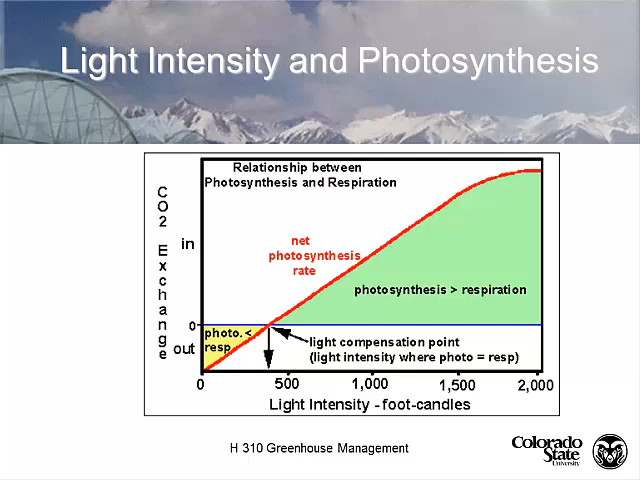 Light Intensity and Photosynthesis
Relationship between
Photosynthesis and Respiration
CO2 Exchange
in
net
photosynthesis
rate
photosynthesis > respiration
0
photo. <
resp
out
light compensation point
(light intensity where photo = resp)
0
500
1,000
1,500
2,000
Light Intensity - foot-candles
H 310 Greenhouse Management
Colorado
State
University